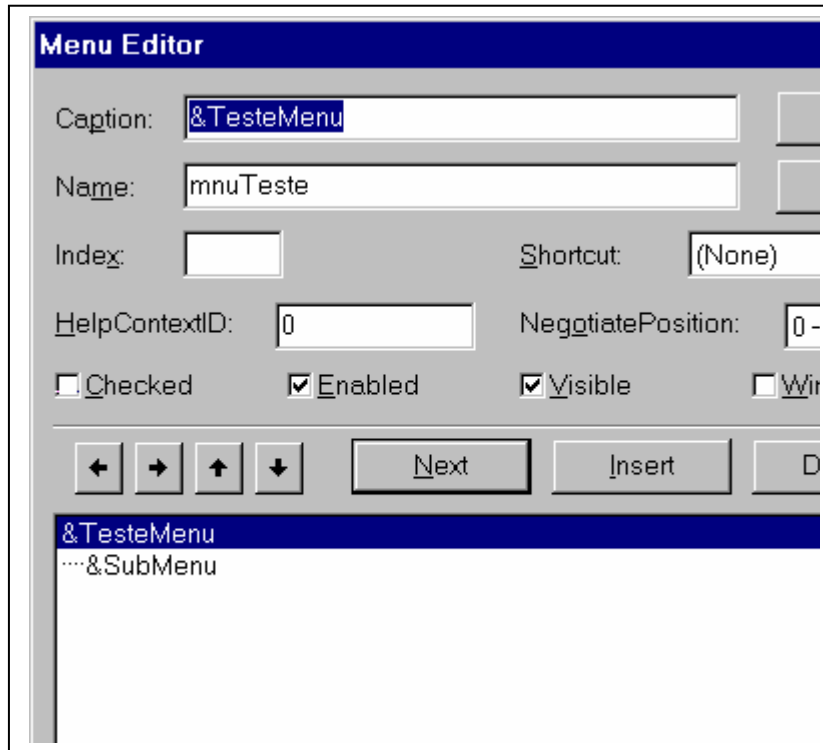 Menu Editor
Caption: &TesteMenu
Name: mnuTeste
Index: Shortcut: (None)
HelpContextID: 0 NegotiatePosition: 0 -
Checked Enabled Visible
Next Insert
&TesteMenu
····&SubMenu